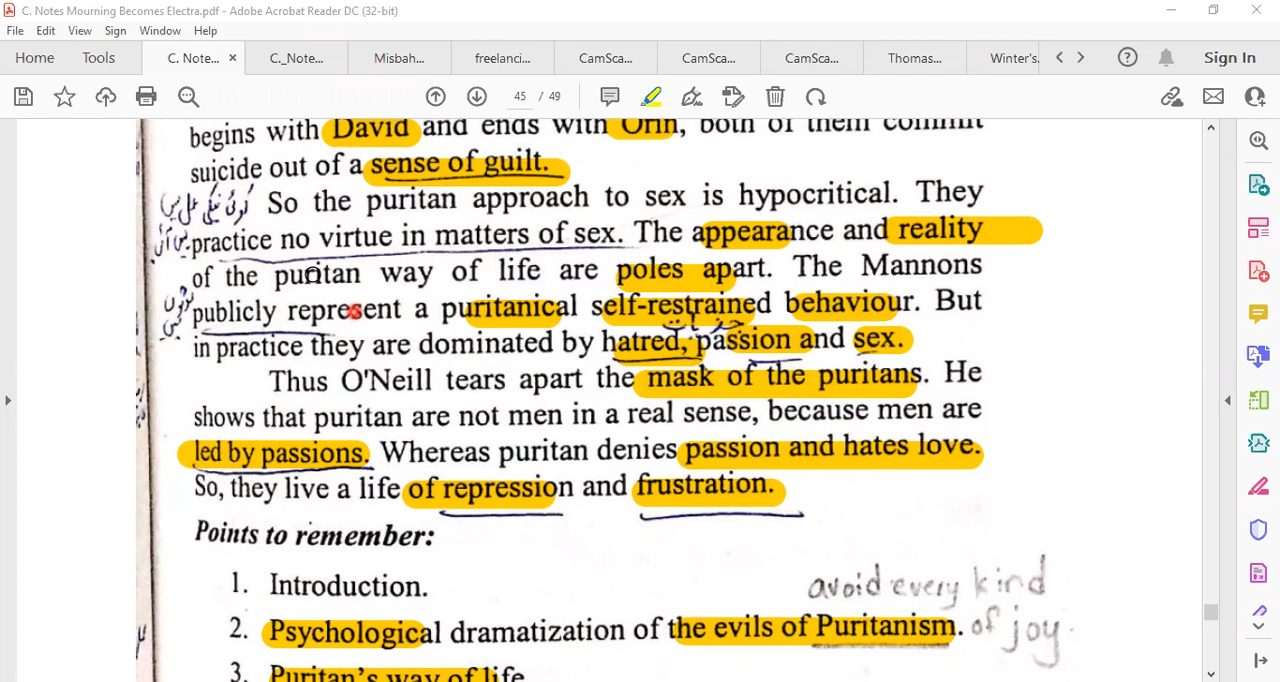 C. Notes Mourning Becomes Electra.pdf - Adobe Acrobat Reader DC (32-bit)
File Edit View Sign Window Help
Home Tools C. Note... × C._Note... Misbah... freelanci... CamSca... CamSca... CamSca... Thomas... Winter's Sign In
45 / 49
begins with David and ends with Orin, both of them commit
suicide out of a sense of guilt.
So the puritan approach to sex is hypocritical. They
practice no virtue in matters of sex. The appearance and reality
of the puritan way of life are poles apart. The Mannons
publicly represent a puritanical self-restrained behaviour. But
in practice they are dominated by hatred, passion and sex.
Thus O'Neill tears apart the mask of the puritans. He
shows that puritan are not men in a real sense, because men are
led by passions. Whereas puritan denies passion and hates love.
So, they live a life of repression and frustration.
Points to remember:
1. Introduction.
avoid every kind
2. Psychological dramatization of the evils of Puritanism. of joy.
3. Puritan's way of life